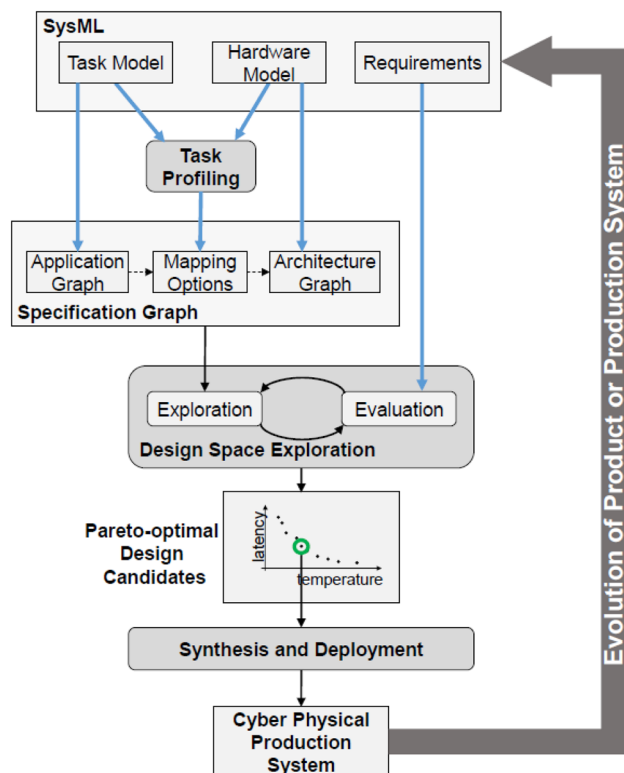 SysML
Task Model
Hardware
Model
Requirements
Task
Profiling
Application
Graph
Mapping
Options
Architecture
Graph
Specification Graph
Exploration
Evaluation
Design Space Exploration
Pareto-optimal
Design
Candidates
latency
temperature
Synthesis and Deployment
Cyber Physical
Production
System
Evolution of Product or Production System